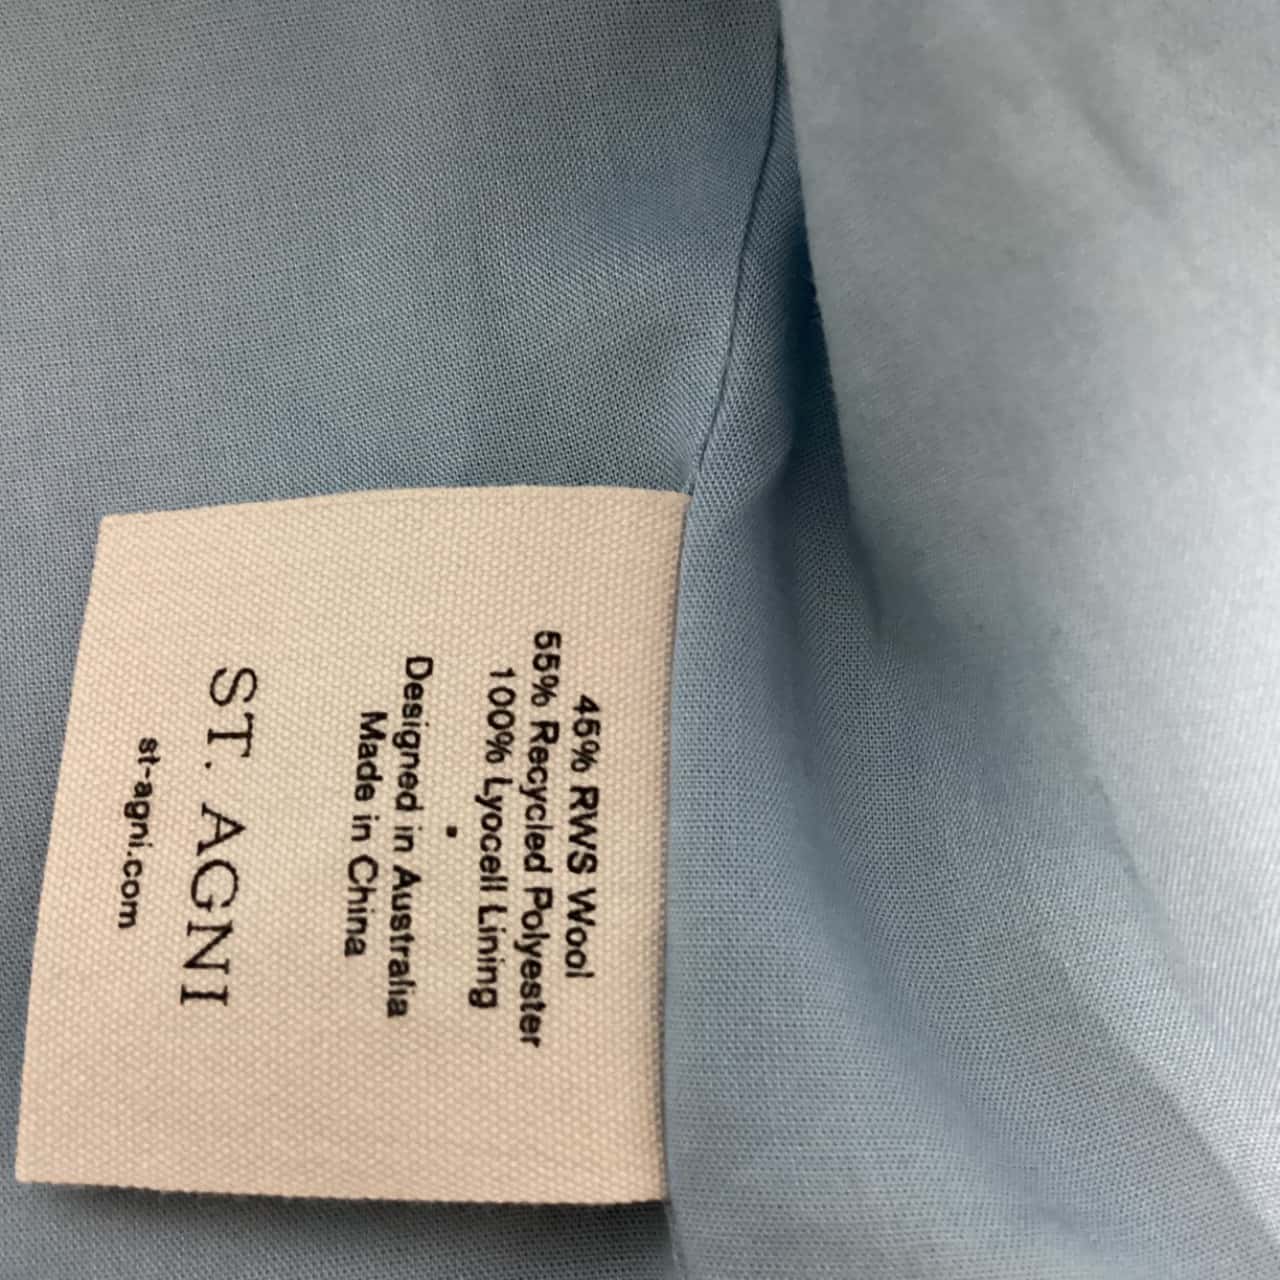 45% RWS Wool
55% Recycled Polyester
100% Lyocell Lining
Designed in Australia
Made in China
ST. AGNI
st-agni.com